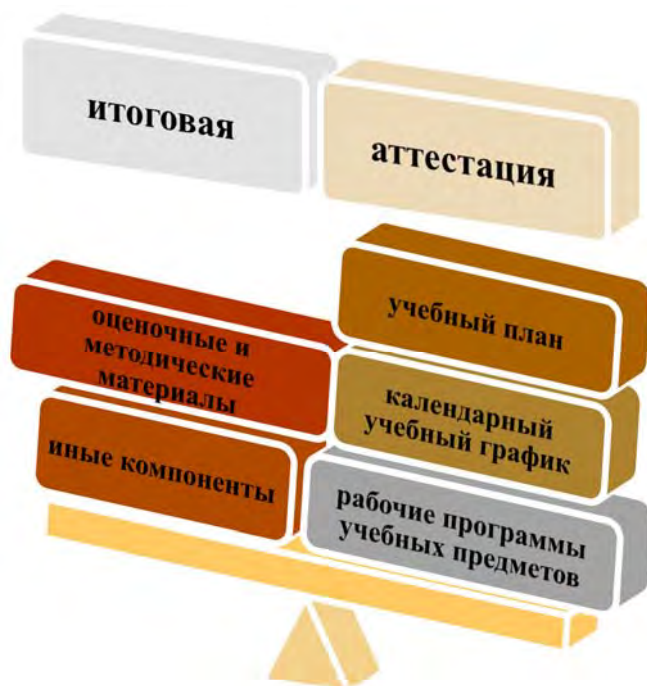 итоговая
аттестация
оценочные и
методические
материалы
иные компоненты
учебный план
календарный
учебный график
рабочие программы
учебных предметов